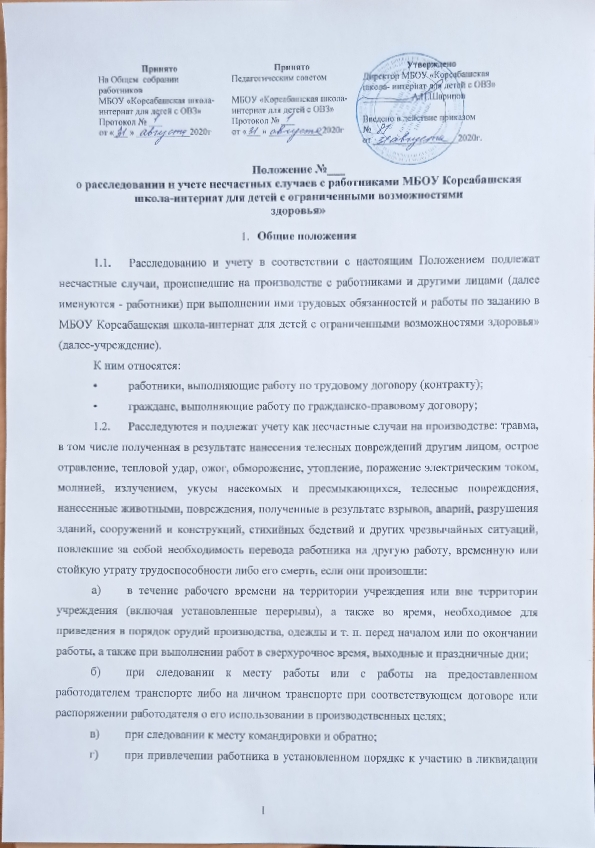 Принято
На Общем собрании
работников
МБОУ «Корсабашская школа-
интернат для детей с ОВЗ»
Протокол № 1
от « 31 » августа 2020г
Принято
Педагогическим советом
МБОУ «Корсабашская школа-
интернат для детей с ОВЗ»
Протокол № 1
от « 31 » августа 2020г
Утверждено
Директор МБОУ «Корсабашская
школа- интернат для детей с ОВЗ»
Введено в действие приказом
№ 81
от 31 августа 2020г.
Положение №___
о расследовании и учете несчастных случаев с работниками МБОУ Корсабашская
школа-интернат для детей с ограниченными возможностями
здоровья»
1. Общие положения
1.1. Расследованию и учету в соответствии с настоящим Положением подлежат
несчастные случаи, происшедшие на производстве с работниками и другими лицами (далее
именуются - работники) при выполнении ими трудовых обязанностей и работы по заданию в
МБОУ Корсабашская школа-интернат для детей с ограниченными возможностями здоровья»
(далее-учреждение).
К ним относятся:
• работники, выполняющие работу по трудовому договору (контракту);
• граждане, выполняющие работу по гражданско-правовому договору;
1.2. Расследуются и подлежат учету как несчастные случаи на производстве: травма,
в том числе полученная в результате нанесения телесных повреждений другим лицом, острое
отравление, тепловой удар, ожог, обморожение, утопление, поражение электрическим током,
молнией, излучением, укусы насекомых и пресмыкающихся, телесные повреждения,
нанесенные животными, повреждения, полученные в результате взрывов, аварий, разрушения
зданий, сооружений и конструкций, стихийных бедствий и других чрезвычайных ситуаций,
повлекшие за собой необходимость перевода работника на другую работу, временную или
стойкую утрату трудоспособности либо его смерть, если они произошли:
а) в течение рабочего времени на территории учреждения или вне территории
учреждения (включая установленные перерывы), а также во время, необходимое для
приведения в порядок орудий производства, одежды и т. п. перед началом или по окончании
работы, а также при выполнении работ в сверхурочное время, выходные и праздничные дни;
б) при следовании к месту работы или с работы на предоставленном
работодателем транспорте либо на личном транспорте при соответствующем договоре или
распоряжении работодателя о его использовании в производственных целях;
в) при следовании к месту командировки и обратно;
г) при привлечении работника в установленном порядке к участию в ликвидации
1